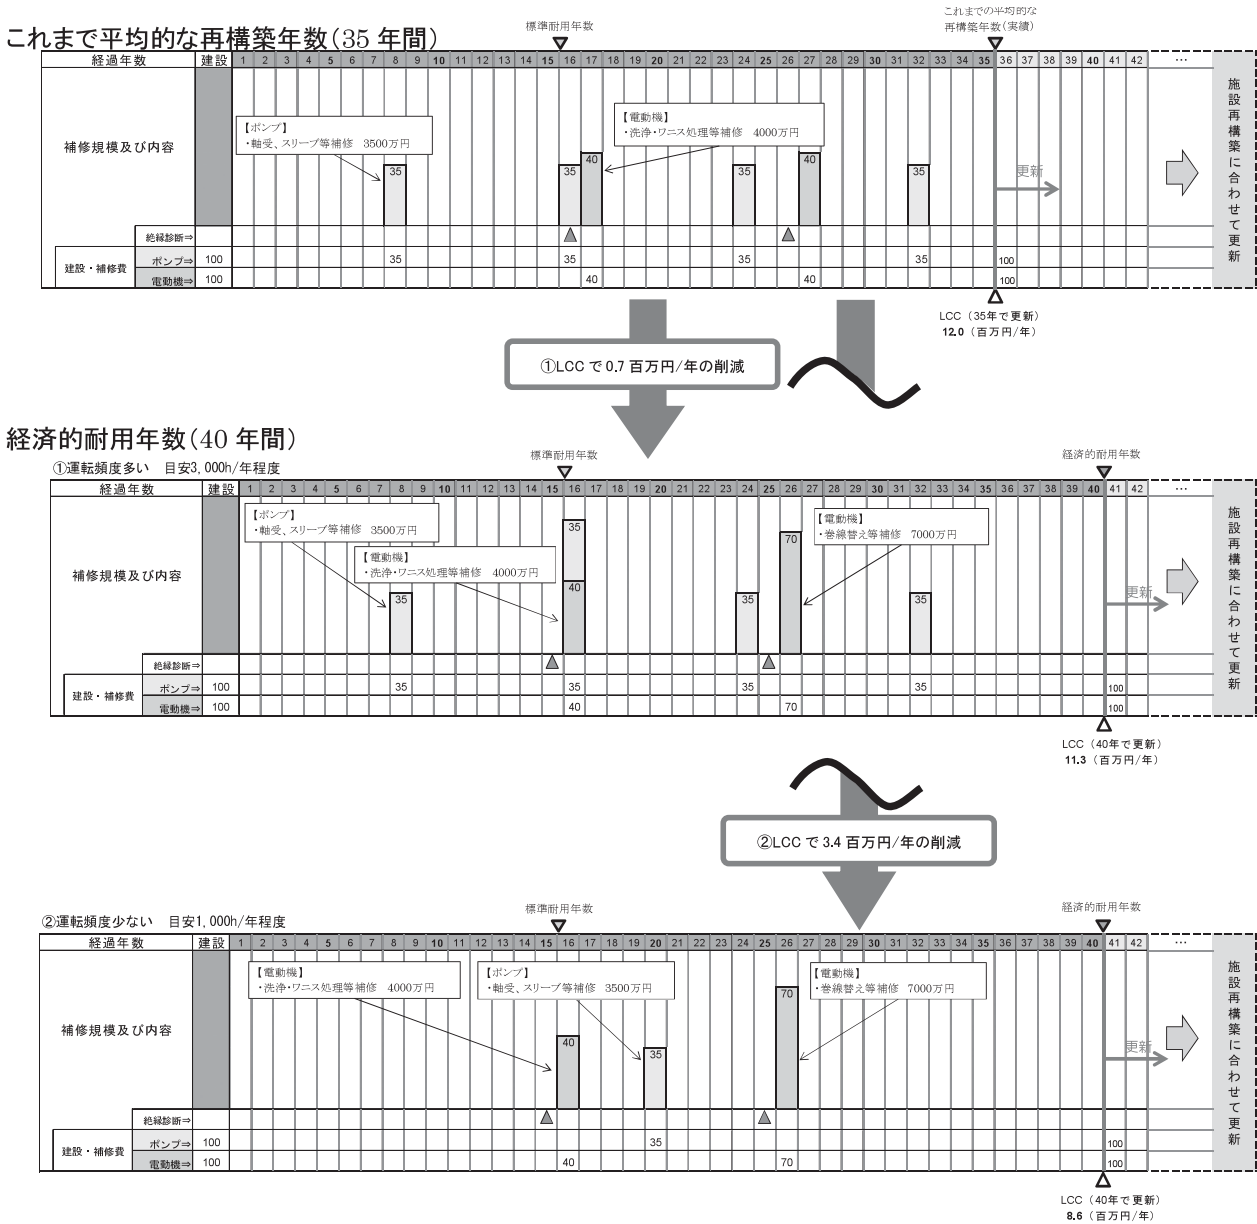 これまで平均的な再構築年数（35 年間）
標準耐用年数
これまでの平均的な
再構築年数(実績)
経過年数 建設 1 2 3 4 5 6 7 8 9 10 11 12 13 14 15 16 17 18 19 20 21 22 23 24 25 26 27 28 29 30 31 32 33 34 35 36 37 38 39 40 41 42 …
補修規模及び内容
【ポンプ】
・軸受、スリーブ等補修 3500万円
【電動機】
・洗浄・ワニス処理等補修 4000万円
35 35 40 35 40 35
更新
施設再構築に合わせて更新
絶縁診断⇒
建設・補修費
ポンプ⇒ 100 35 35 35 35 100
電動機⇒ 100 40 40 100
LCC（35年で更新）
12.0（百万円/年）
①LCC で 0.7 百万円/年の削減
経済的耐用年数（40 年間）
①運転頻度多い 目安3,000h/年程度
標準耐用年数
経済的耐用年数
経過年数 建設 1 2 3 4 5 6 7 8 9 10 11 12 13 14 15 16 17 18 19 20 21 22 23 24 25 26 27 28 29 30 31 32 33 34 35 36 37 38 39 40 41 42 …
補修規模及び内容
【ポンプ】
・軸受、スリーブ等補修 3500万円
【電動機】
・洗浄・ワニス処理等補修 4000万円
【電動機】
・巻線替え等補修 7000万円
35 35 40 35 70 35
更新
施設再構築に合わせて更新
絶縁診断⇒
建設・補修費
ポンプ⇒ 100 35 35 35 35 100
電動機⇒ 100 40 70 100
LCC（40年で更新）
11.3（百万円/年）
②LCC で 3.4 百万円/年の削減
②運転頻度少ない 目安1,000h/年程度
標準耐用年数
経済的耐用年数
経過年数 建設 1 2 3 4 5 6 7 8 9 10 11 12 13 14 15 16 17 18 19 20 21 22 23 24 25 26 27 28 29 30 31 32 33 34 35 36 37 38 39 40 41 42 …
補修規模及び内容
【電動機】
・洗浄・ワニス処理等補修 4000万円
【ポンプ】
・軸受、スリーブ等補修 3500万円
【電動機】
・巻線替え等補修 7000万円
40 35 70
更新
施設再構築に合わせて更新
絶縁診断⇒
建設・補修費
ポンプ⇒ 100 35 100
電動機⇒ 100 40 70 100
LCC（40年で更新）
8.6（百万円/年）